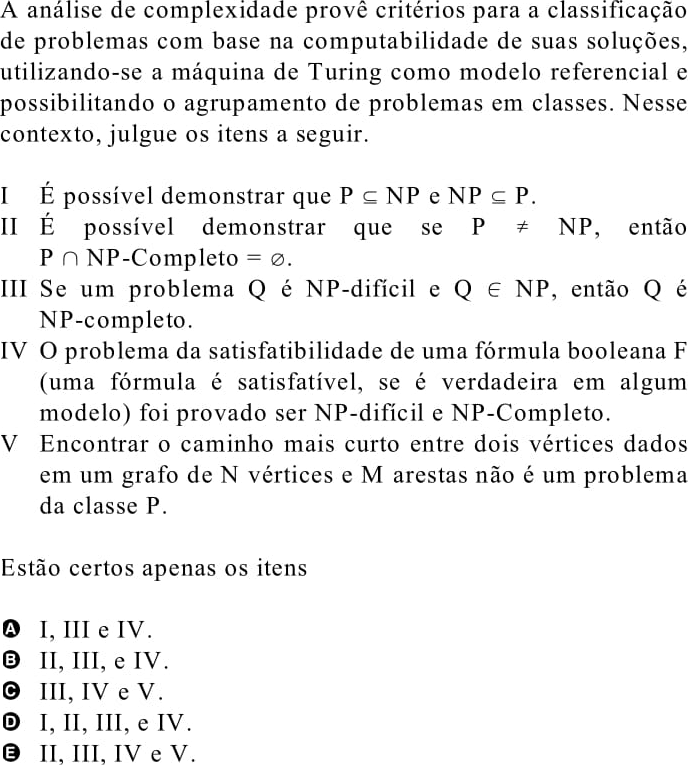 A análise de complexidade provê critérios para a classificação
de problemas com base na computabilidade de suas soluções,
utilizando-se a máquina de Turing como modelo referencial e
possibilitando o agrupamento de problemas em classes. Nesse
contexto, julgue os itens a seguir.
I É possível demonstrar que P ⊆ NP e NP ⊆ P.
II É possível demonstrar que se P ≠ NP, então
P ∩ NP-Completo = ∅.
III Se um problema Q é NP-difícil e Q ∈ NP, então Q é
NP-completo.
IV O problema da satisfatibilidade de uma fórmula booleana F
(uma fórmula é satisfatível, se é verdadeira em algum
modelo) foi provado ser NP-difícil e NP-Completo.
V Encontrar o caminho mais curto entre dois vértices dados
em um grafo de N vértices e M arestas não é um problema
da classe P.
Estão certos apenas os itens
A I, III e IV.
B II, III, e IV.
C III, IV e V.
D I, II, III, e IV.
E II, III, IV e V.